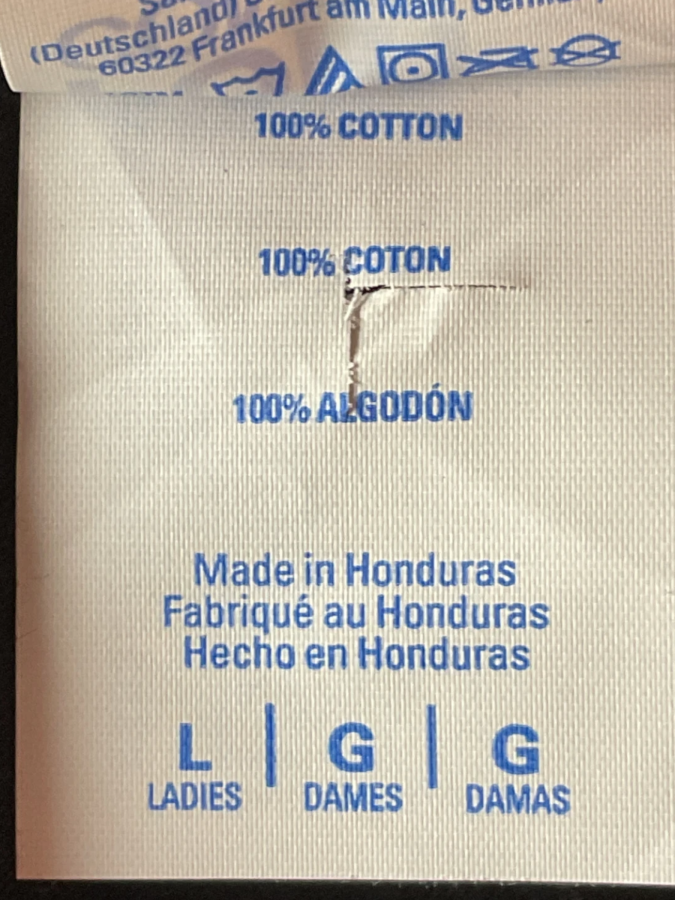 (Deutschland)
60322 Frankfurt am Main,
100% COTTON
100% COTON
100% ALGODÓN
Made in Honduras
Fabriqué au Honduras
Hecho en Honduras
L | G | G
LADIES DAMES DAMAS